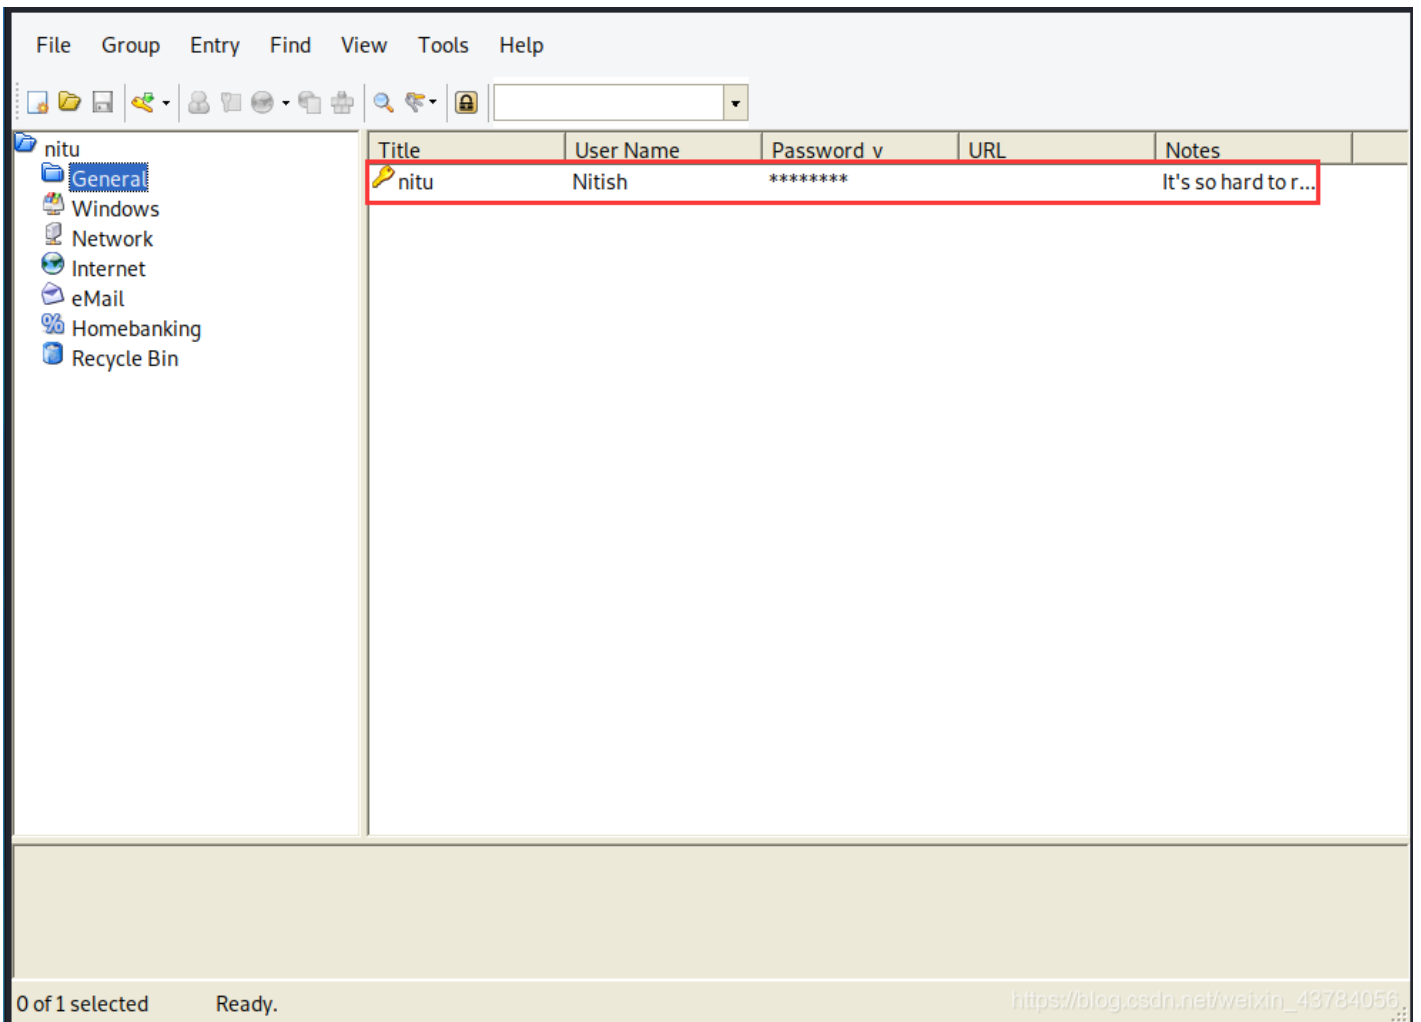 File Group Entry Find View Tools Help
nitu
General
Windows
Network
Internet
eMail
Homebanking
Recycle Bin
Title User Name Password v URL Notes
nitu Nitish ******** It's so hard to r...
0 of 1 selected Ready.
https://blog.csdn.net/weixin_43784056